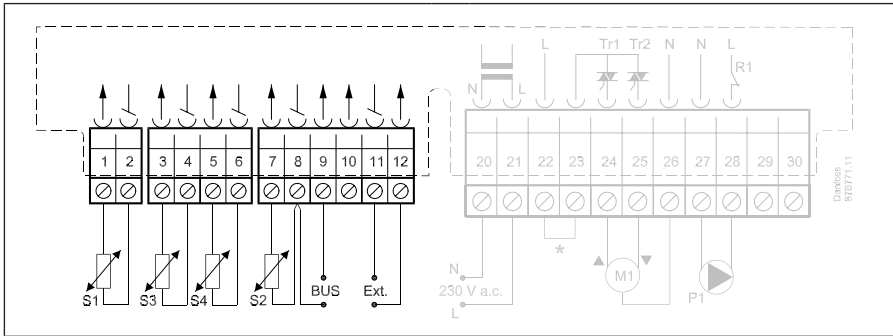 L Tr1 Tr2 N N L
R1
N L
1 2 3 4 5 6 7 8 9 10 11 12 20 21 22 23 24 25 26 27 28 29 30
Danfoss
87B771.11
*
N
S1 S3 S4 S2 BUS Ext. 230 V a.c. M1 P1
L